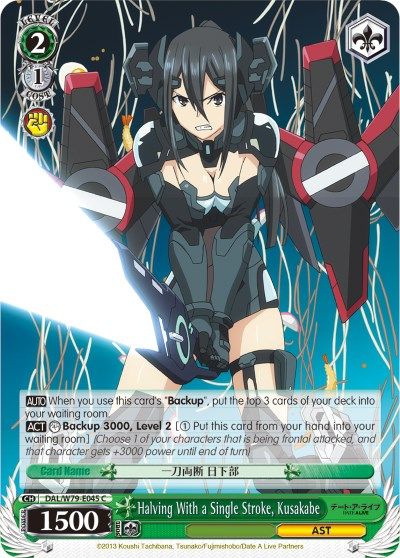 LEVEL
2
1
COST
AUTO When you use this card's "Backup", put the top 3 cards of your deck into
your waiting room.
ACT Backup 3000, Level 2 [① Put this card from your hand into your
waiting room] (Choose 1 of your characters that is being frontal attacked, and
that character gets +3000 power until end of turn)
Card Name
一刀両断 日下部
CH DAL/W79-E045 C
Halving With a Single Stroke, Kusakabe
POWER 1500
デート・ア・ライブ
DATE A LIVE
AST
©2013 Koushi Tachibana, Tsunako/Fujimishobo/Date A Live Partners